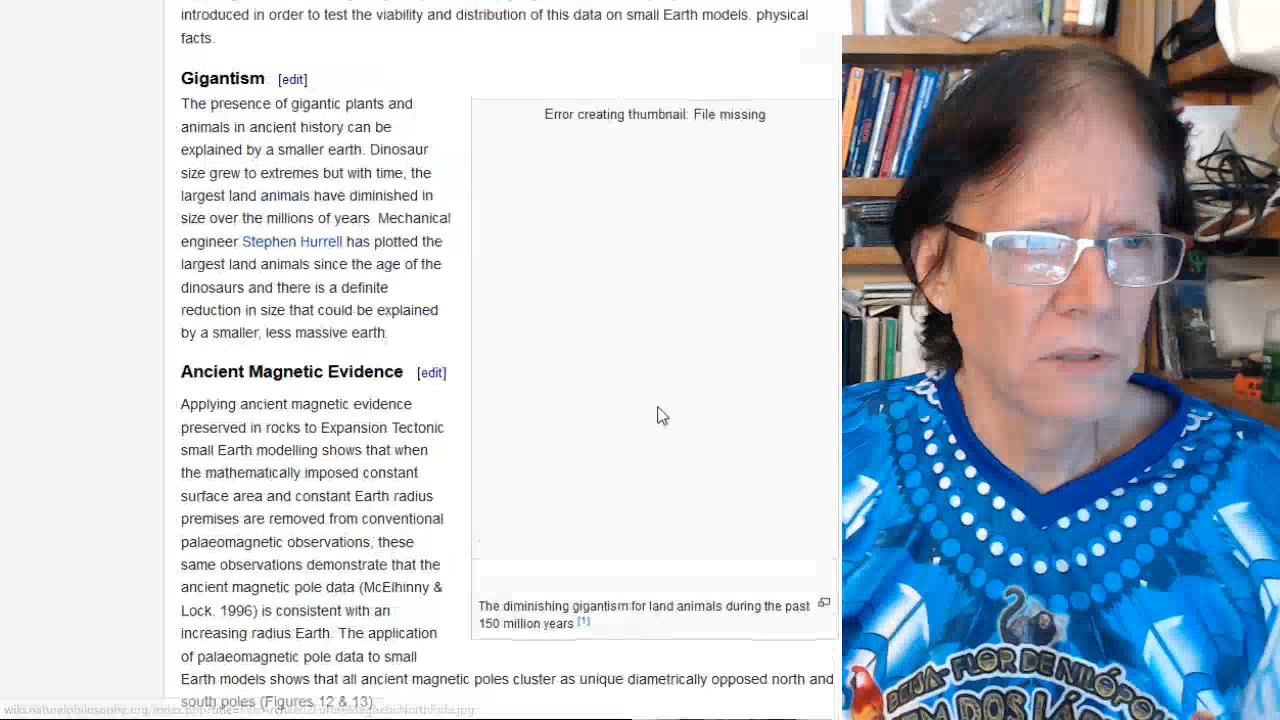 introduced in order to test the viability and distribution of this data on small Earth models. physical
facts.
Gigantism [edit]
The presence of gigantic plants and
animals in ancient history can be
explained by a smaller earth. Dinosaur
size grew to extremes but with time, the
largest land animals have diminished in
size over the millions of years. Mechanical
engineer Stephen Hurrell has plotted the
largest land animals since the age of the
dinosaurs and there is a definite
reduction in size that could be explained
by a smaller, less massive earth.
Error creating thumbnail: File missing
The diminishing gigantism for land animals during the past
150 million years [1]
Ancient Magnetic Evidence [edit]
Applying ancient magnetic evidence
preserved in rocks to Expansion Tectonic
small Earth modelling shows that when
the mathematically imposed constant
surface area and constant Earth radius
premises are removed from conventional
palaeomagnetic observations, these
same observations demonstrate that the
ancient magnetic pole data (McElhinny &
Lock, 1996) is consistent with an
increasing radius Earth. The application
of palaeomagnetic pole data to small
Earth models shows that all ancient magnetic poles cluster as unique diametrically opposed north and
south poles (Figures 12 & 13)
BEIJA-FLOR DE NILÓPO